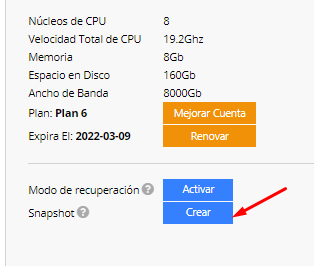 Núcleos de CPU 8
Velocidad Total de CPU 19.2Ghz
Memoria 8Gb
Espacio en Disco 160Gb
Ancho de Banda 8000Gb
Plan: Plan 6 Mejorar Cuenta
Expira El: 2022-03-09 Renovar
Modo de recuperación ? Activar
Snapshot ? Crear